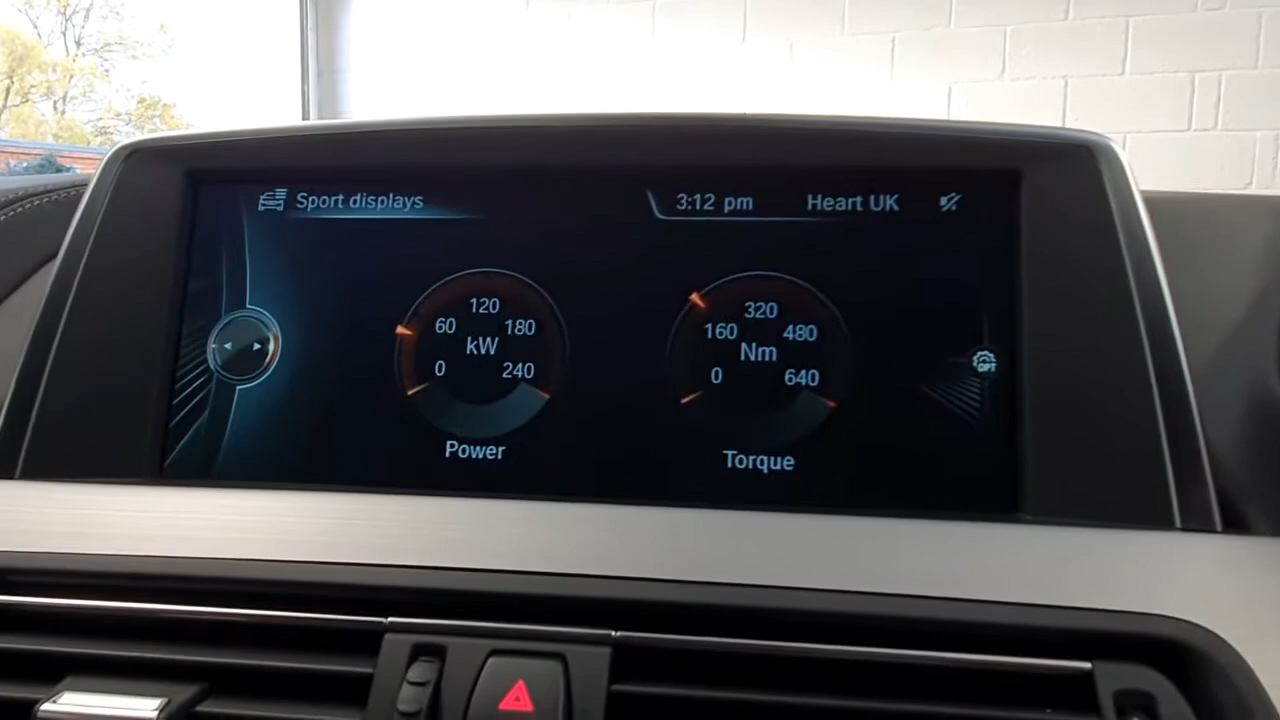 Sport displays
3:12 pm
Heart UK
120
60
180
kW
0
240
Power
320
160
480
Nm
0
640
Torque
OPT